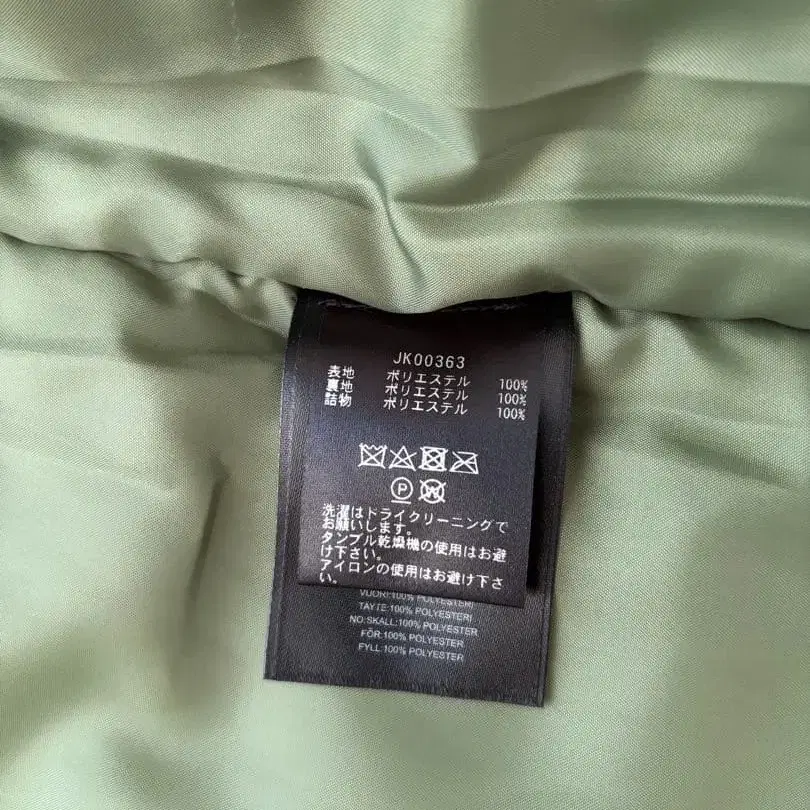 JK00363
表地 ポリエステル 100%
裏地 ポリエステル 100%
詰物 ポリエステル 100%
P W
洗濯はドライクリーニングで
お願いします。
タンブル乾燥機の使用はお避
け下さい。
アイロンの使用はお避け下さ
い。
VUORI:100% POLYESTERI
TÄYTE:100% POLYESTERI
NO:SKALL:100% POLYESTER
FÔR:100% POLYESTER
FYLL:100% POLYESTER